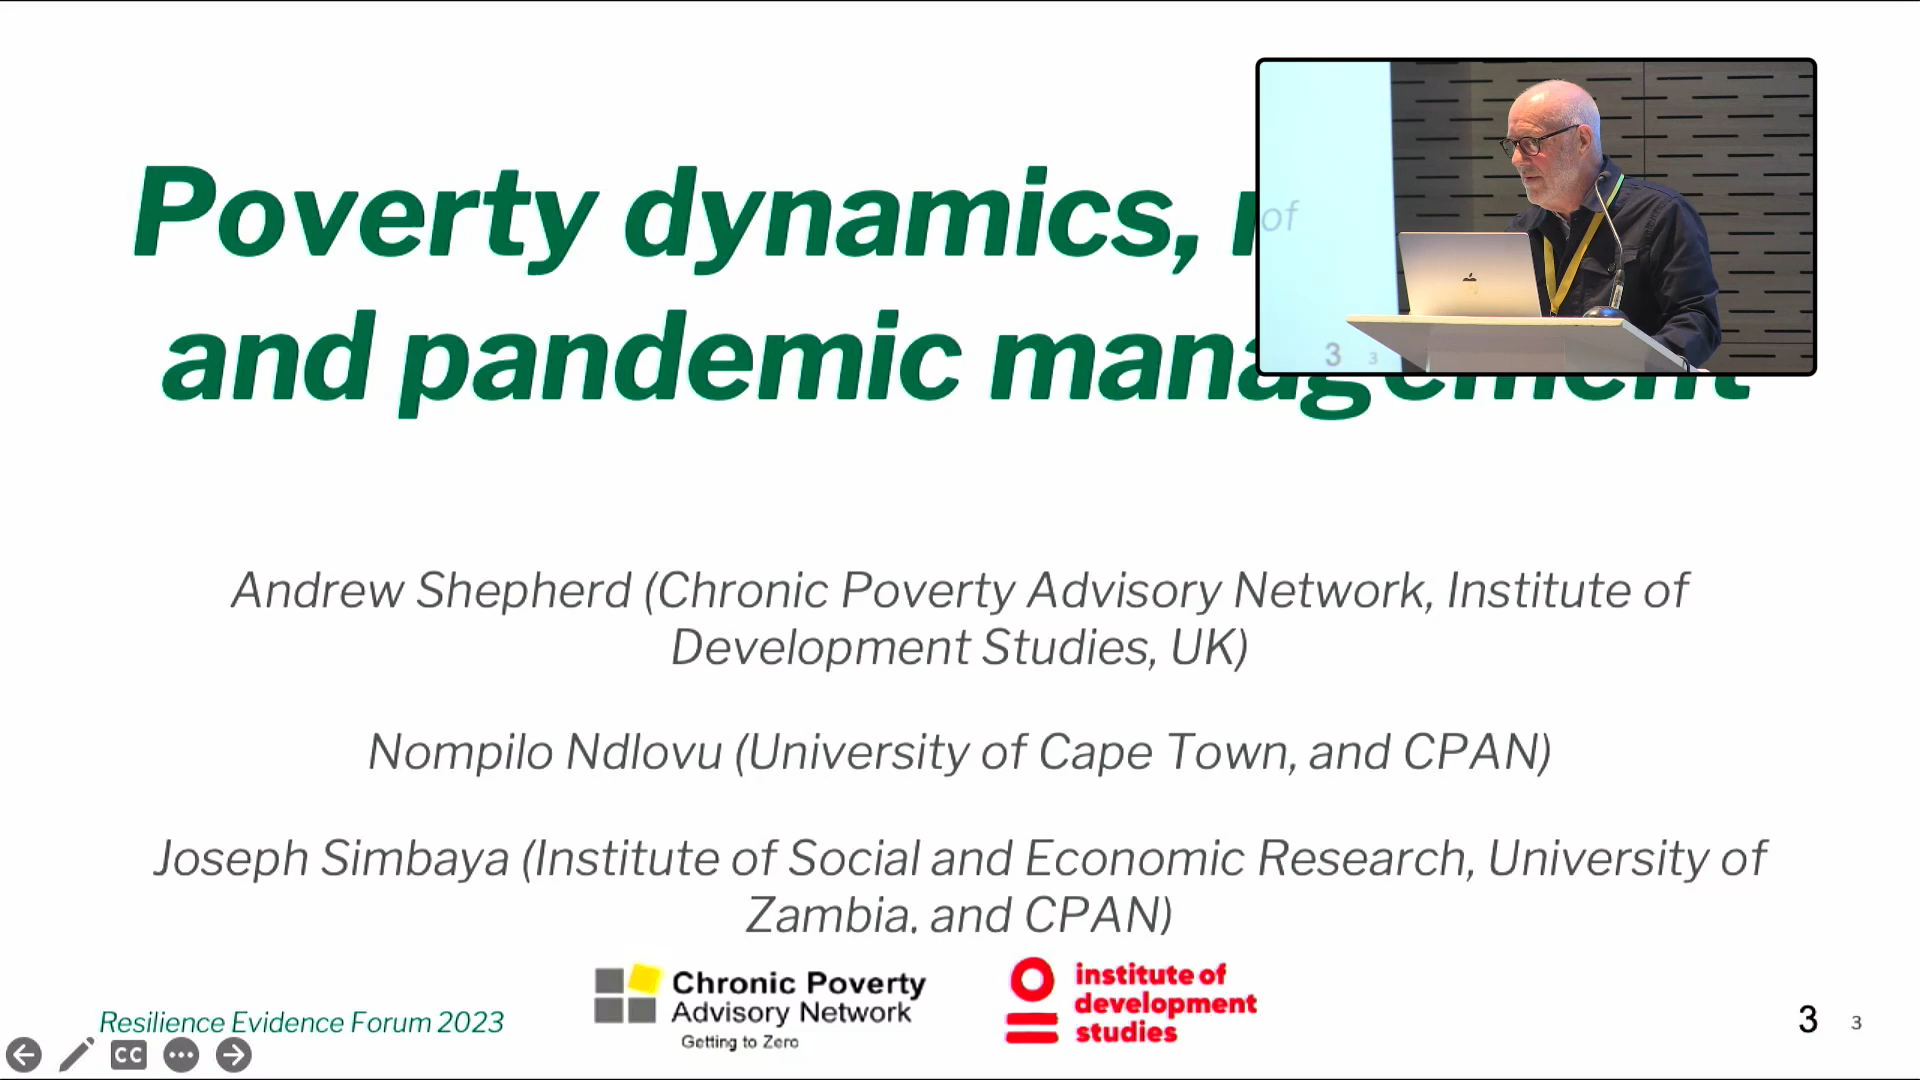 Poverty dynamics,
and pandemic management
of
3 3
Andrew Shepherd (Chronic Poverty Advisory Network, Institute of
Development Studies, UK)
Nompilo Ndlovu (University of Cape Town, and CPAN)
Joseph Simbaya (Institute of Social and Economic Research, University of
Zambia, and CPAN)
Resilience Evidence Forum 2023
Chronic Poverty
Advisory Network
Getting to Zero
institute of
development
studies
3 3
CC